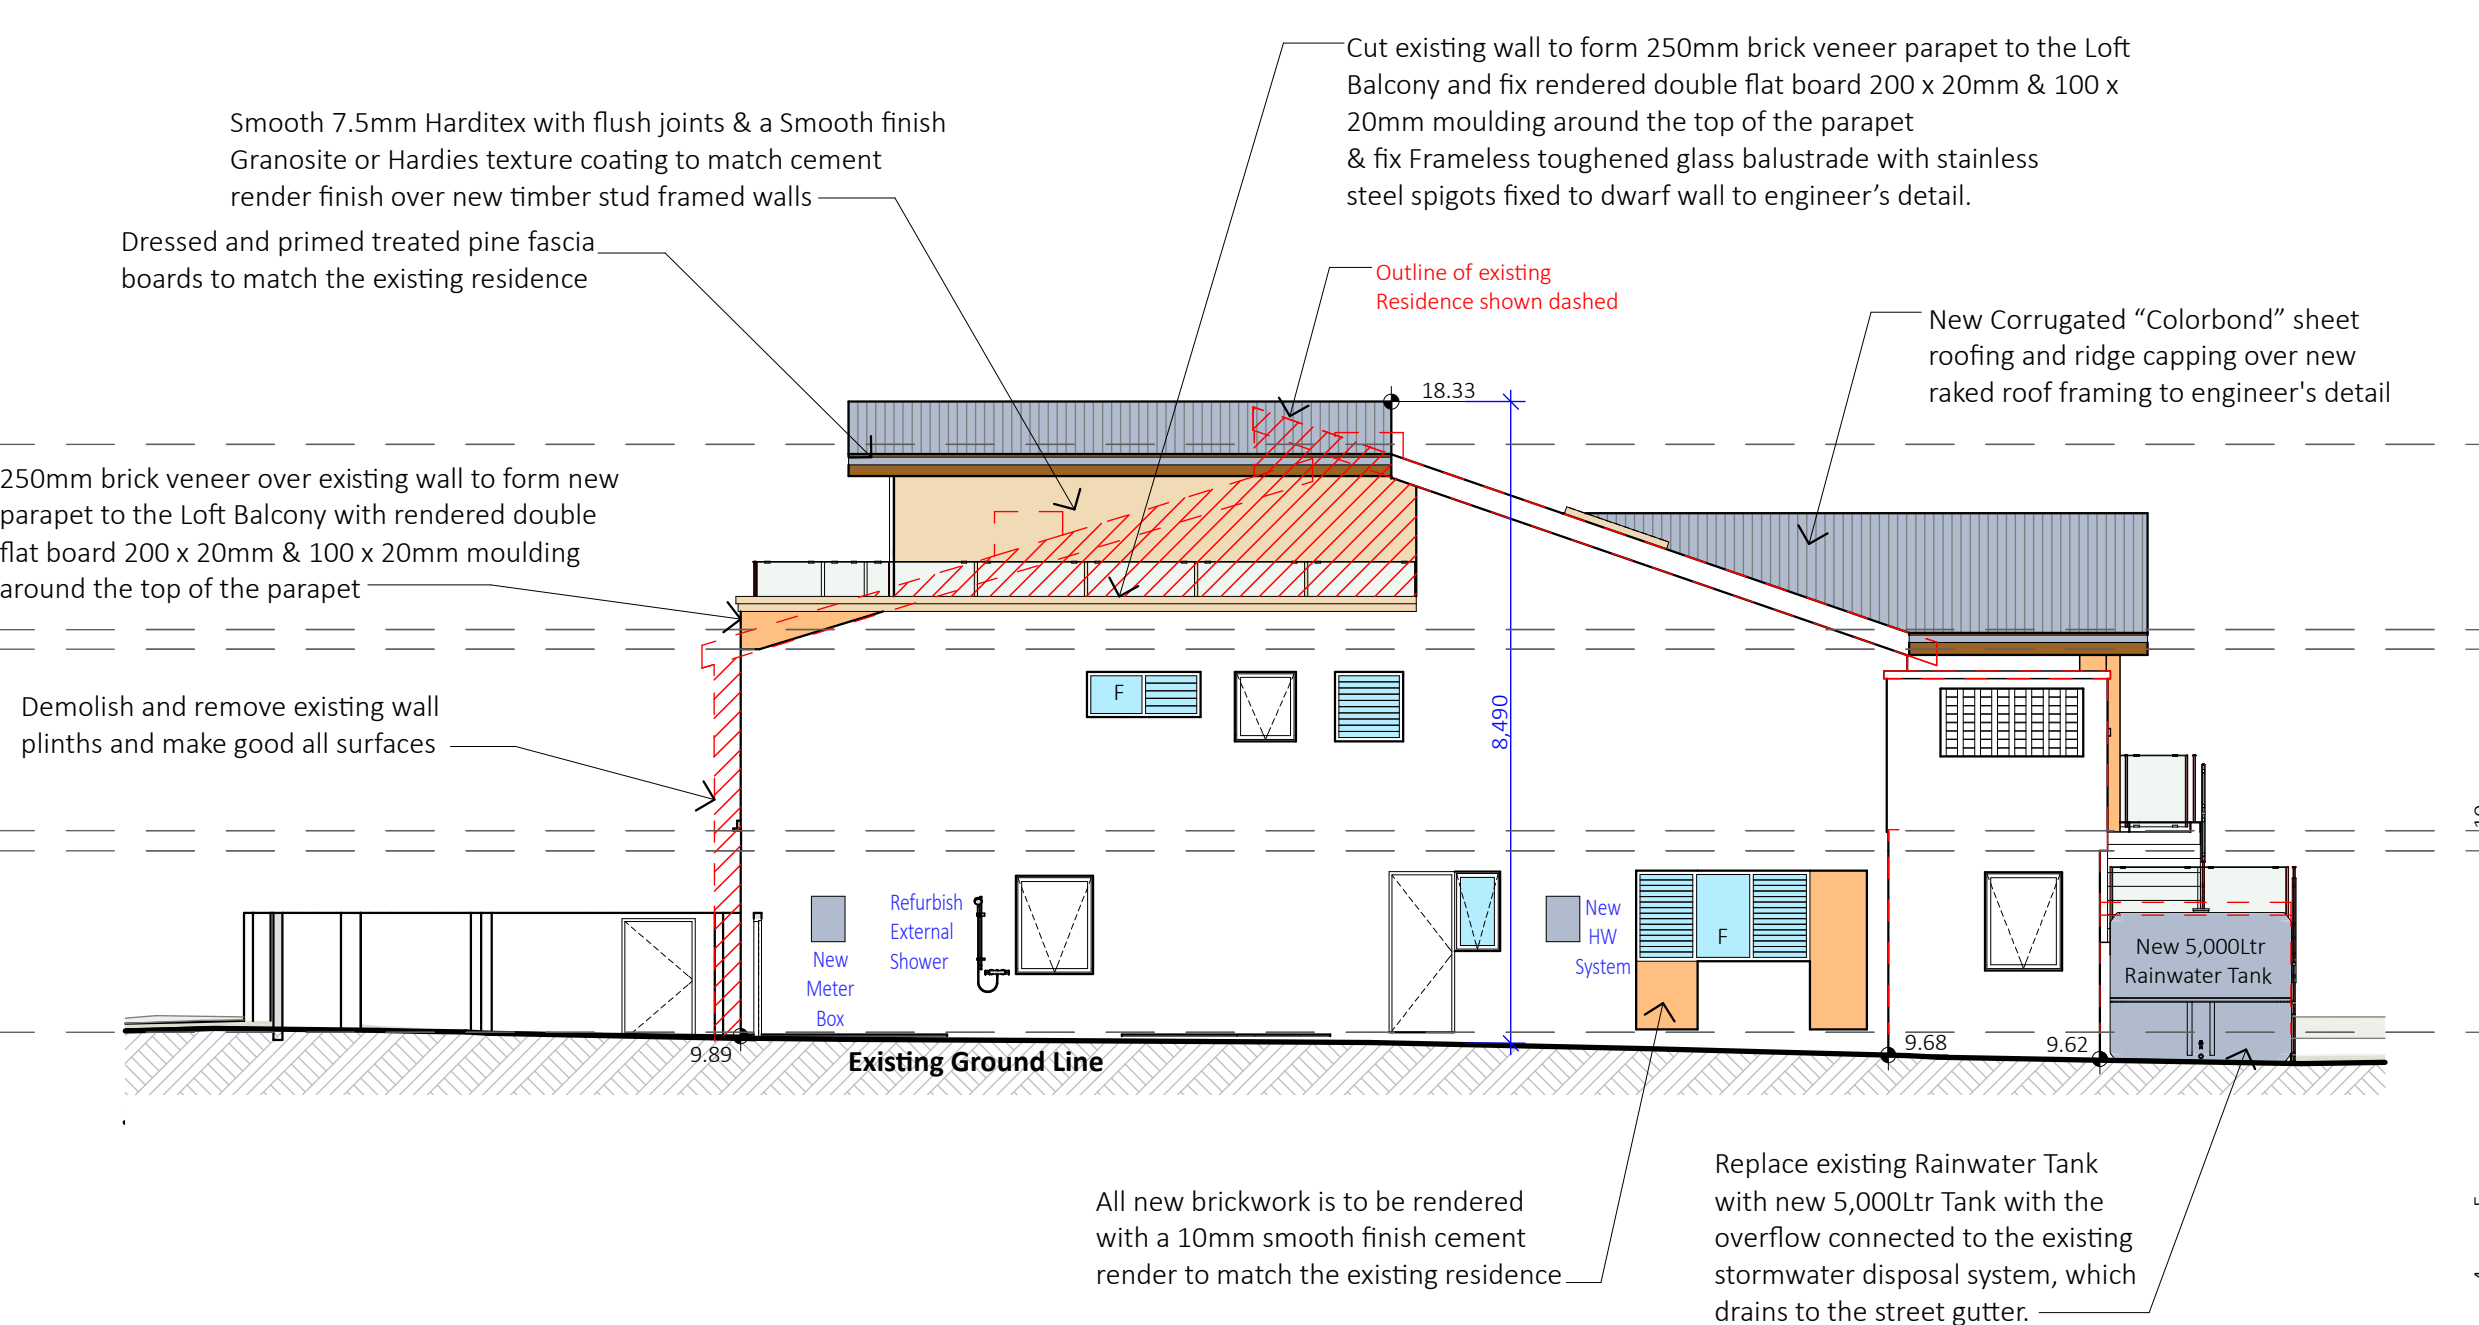 Cut existing wall to form 250mm brick veneer parapet to the Loft
Balcony and fix rendered double flat board 200 x 20mm & 100 x
20mm moulding around the top of the parapet
& fix Frameless toughened glass balustrade with stainless
steel spigots fixed to dwarf wall to engineer’s detail.
Smooth 7.5mm Harditex with flush joints & a Smooth finish
Granosite or Hardies texture coating to match cement
render finish over new timber stud framed walls
Dressed and primed treated pine fascia
boards to match the existing residence
Outline of existing
Residence shown dashed
New Corrugated “Colorbond” sheet
roofing and ridge capping over new
raked roof framing to engineer's detail
18.33
250mm brick veneer over existing wall to form new
parapet to the Loft Balcony with rendered double
flat board 200 x 20mm & 100 x 20mm moulding
around the top of the parapet
Demolish and remove existing wall
plinths and make good all surfaces
F
8,490
New
Meter
Box
Refurbish
External
Shower
New
HW
System
F
New 5,000Ltr
Rainwater Tank
9.89
Existing Ground Line
9.68
9.62
All new brickwork is to be rendered
with a 10mm smooth finish cement
render to match the existing residence
Replace existing Rainwater Tank
with new 5,000Ltr Tank with the
overflow connected to the existing
stormwater disposal system, which
drains to the street gutter.